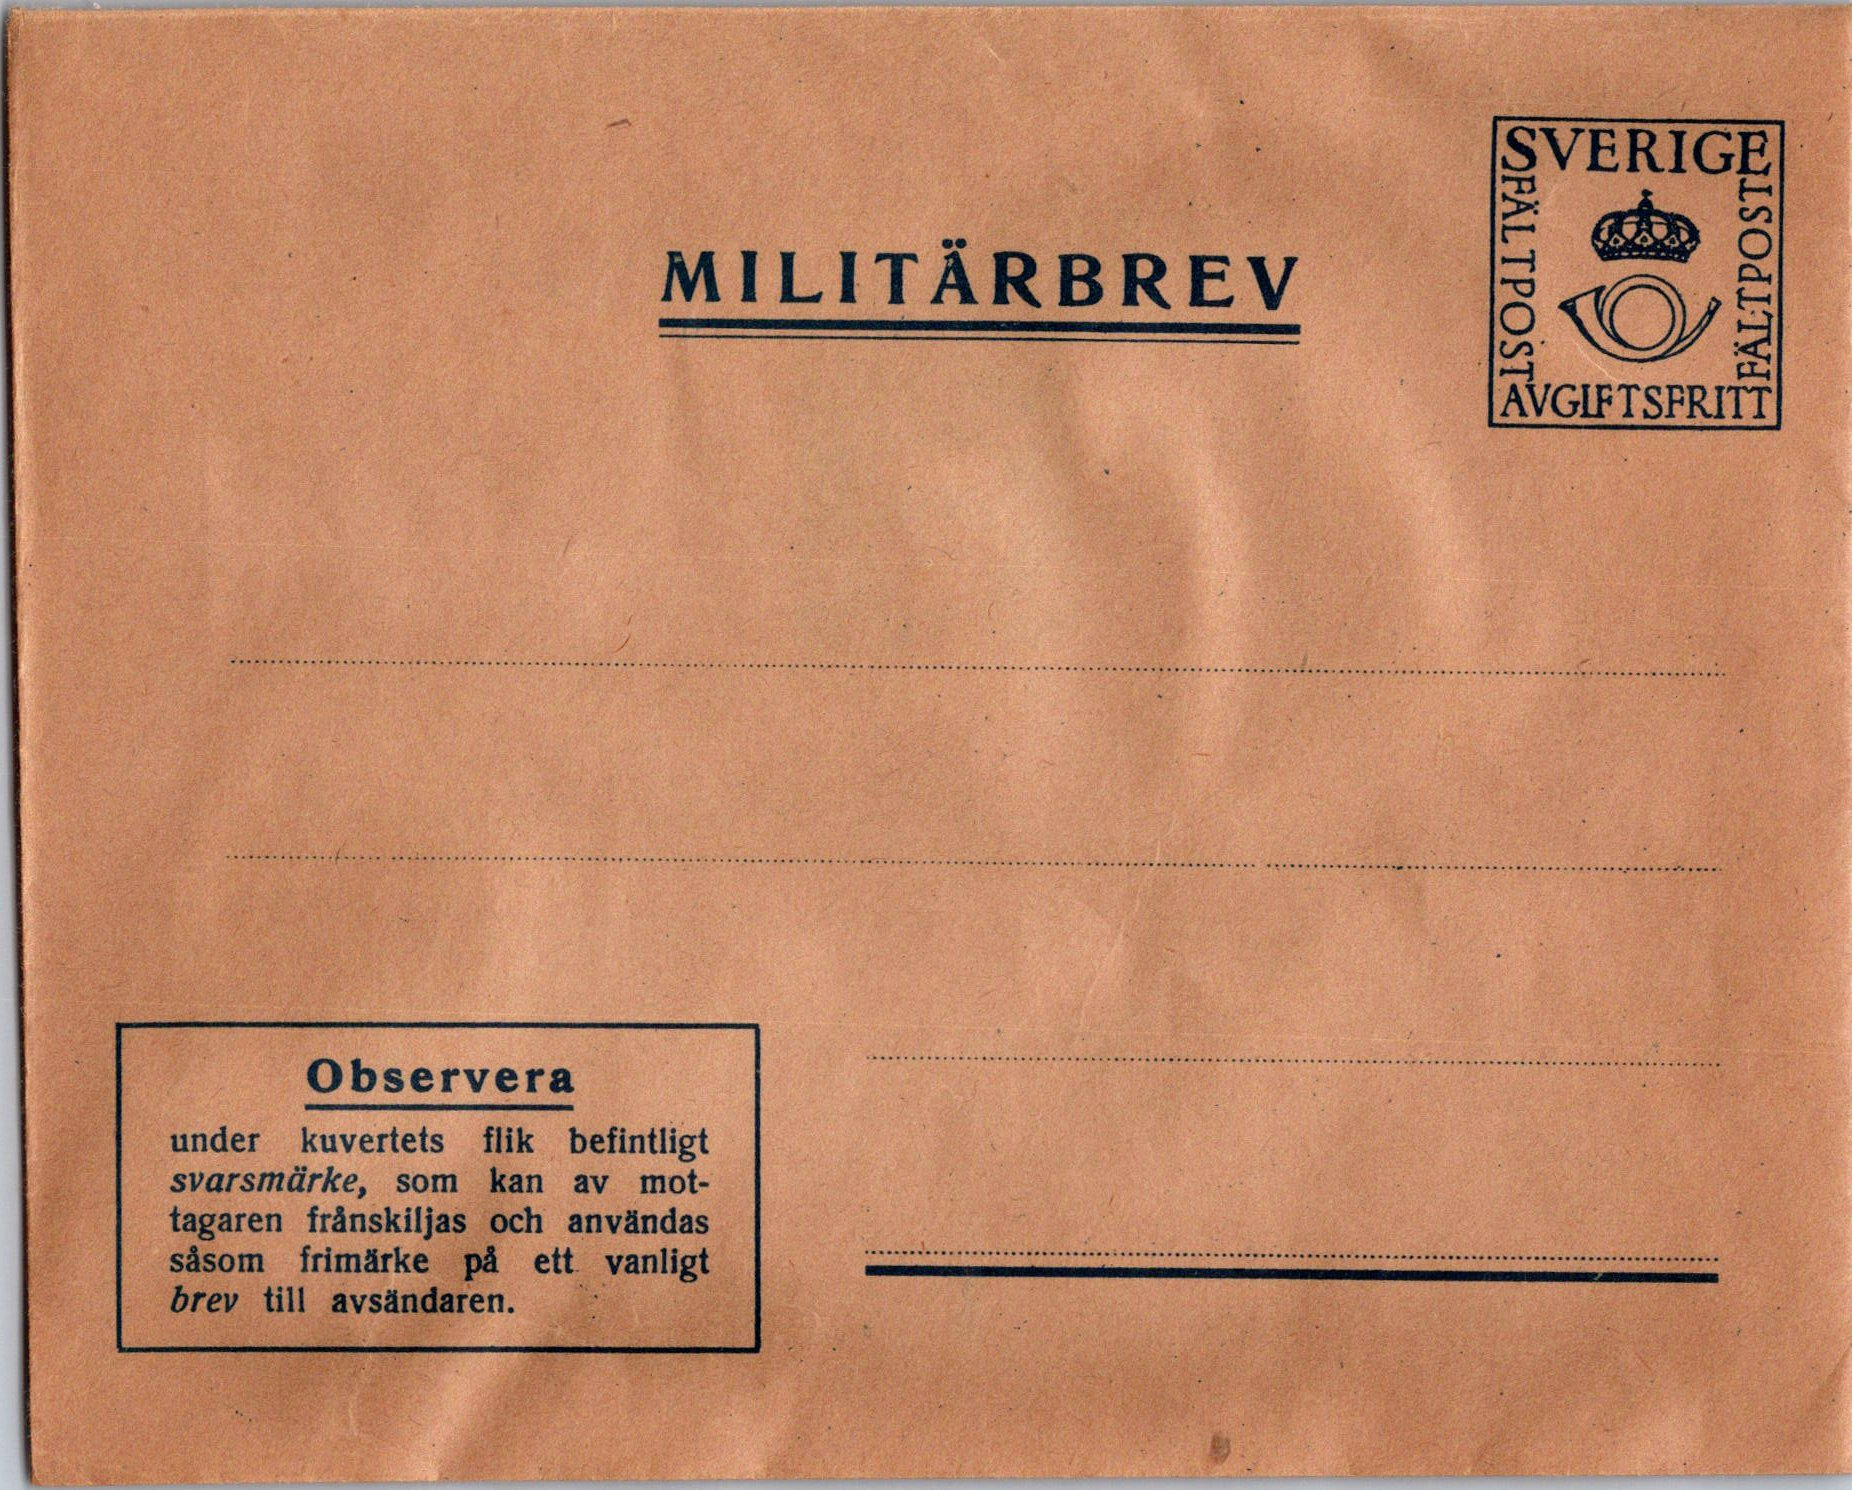 SVERIGE
FÄLTPOST
FÄLTPOST
AVGIFTSFRITT
MILITÄRBREV
Observera
under kuvertets flik befintligt
svarsmärke, som kan av mot-
tagaren frånskiljas och användas
såsom frimärke på ett vanligt
brev till avsändaren.